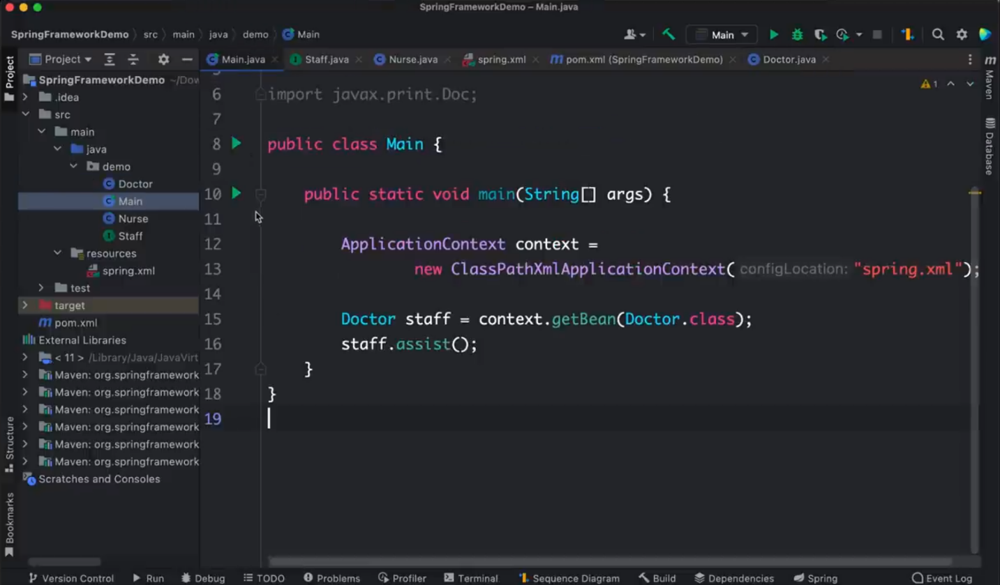 SpringFrameworkDemo – Main.java
SpringFrameworkDemo src main java demo Main
Main
Project
Main.java Staff.java Nurse.java spring.xml pom.xml (SpringFrameworkDemo) Doctor.java
Project
Structure
Bookmarks
SpringFrameworkDemo ~/Dow
.idea
src
main
java
demo
Doctor
Main
Nurse
Staff
resources
spring.xml
test
target
pom.xml
External Libraries
< 11 > /Library/Java/JavaVirt
Maven: org.springframework
Maven: org.springframework
Maven: org.springframework
Maven: org.springframework
Maven: org.springframework
Maven: org.springframework
Scratches and Consoles
6 import javax.print.Doc;
7
8 public class Main {
9
10 public static void main(String[] args) {
11
12 ApplicationContext context =
13 new ClassPathXmlApplicationContext( configLocation: "spring.xml");
14
15 Doctor staff = context.getBean(Doctor.class);
16 staff.assist();
17 }
18 }
19
1
m
Maven
Database
Version Control Run Debug TODO Problems Profiler Terminal Sequence Diagram Build Dependencies Spring Event Log